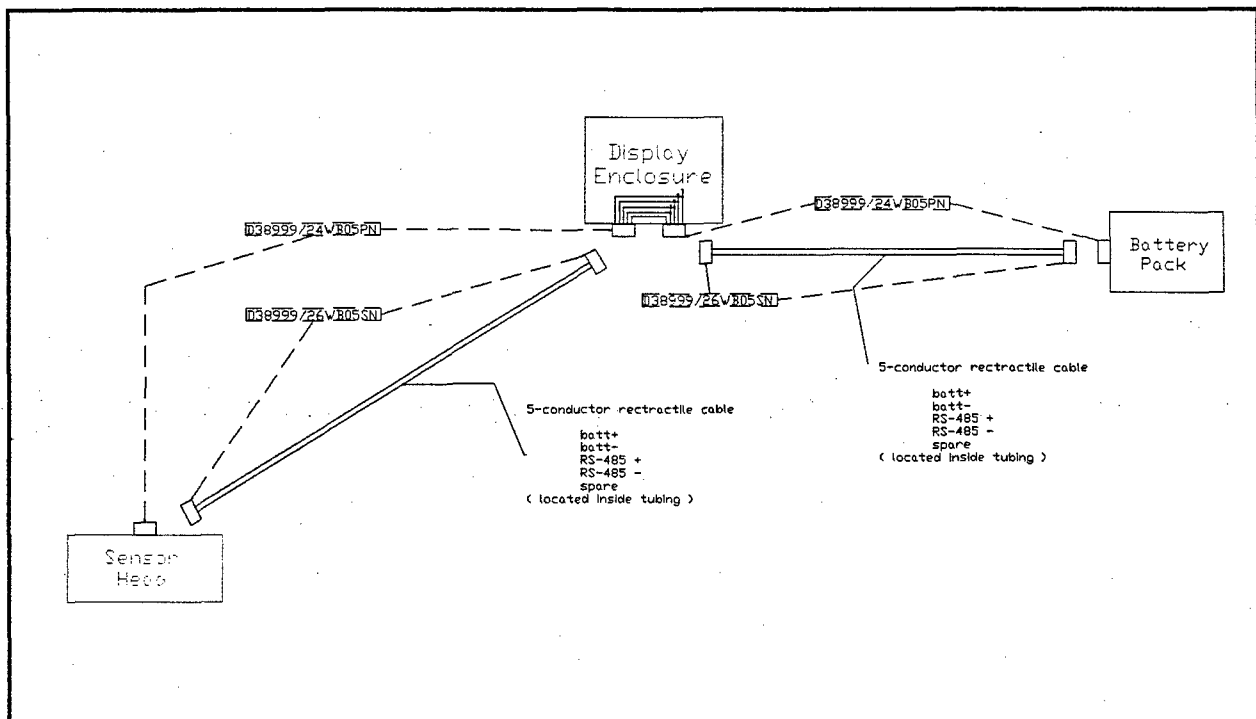 Display
Enclosure
D38999/24WB05PN
D38999/24WB05PN
Battery
Pack
D38999/26WB05SN
D38999/26WB05SN
5-conductor rectractile cable
batt+
batt-
RS-485 +
RS-485 -
spare
( located inside tubing )
5-conductor rectractile cable
batt+
batt-
RS-485 +
RS-485 -
spare
( located inside tubing )
Sensor
Head